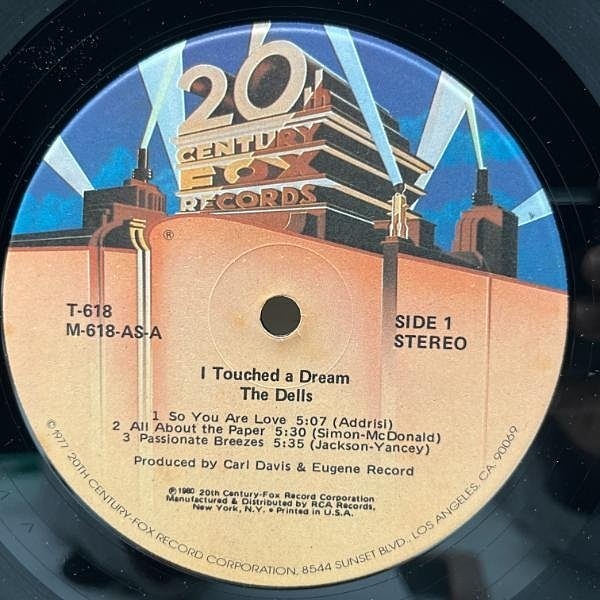 20th
CENTURY
FOX
RECORDS
®
T-618
M-618-AS-A
SIDE 1
STEREO
I Touched a Dream
The Dells
1 So You Are Love 5:07 (Addrisi)
2 All About the Paper 5:30 (Simon-McDonald)
3 Passionate Breezes 5:35 (Jackson-Yancey)
Produced by Carl Davis & Eugene Record
℗1980 20th Century-Fox Record Corporation
Manufactured & Distributed by RCA Records,
New York, N.Y. • Printed in U.S.A.
©1977 20TH CENTURY-FOX RECORD CORPORATION, 8544 SUNSET BLVD., LOS ANGELES, CA. 90069